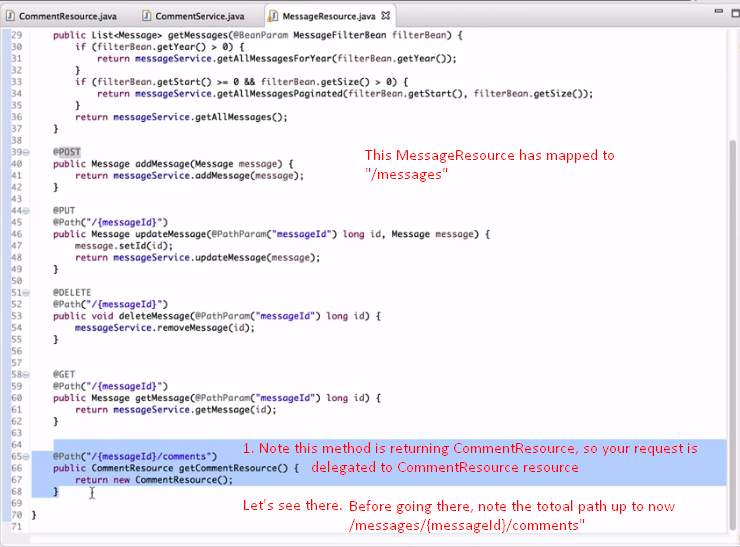 CommentResource.java CommentService.java MessageResource.java
29 public List<Message> getMessages(@BeanParam MessageFilterBean filterBean) {
30 if (filterBean.getYear() > 0) {
31 return messageService.getAllMessagesForYear(filterBean.getYear());
32 }
33 if (filterBean.getStart() >= 0 && filterBean.getSize() > 0) {
34 return messageService.getAllMessagesPaginated(filterBean.getStart(), filterBean.getSize());
35 }
36 return messageService.getAllMessages();
37 }
38
39 @POST
40 public Message addMessage(Message message) {
41 return messageService.addMessage(message);
42 }
43
This MessageResource has mapped to
"/messages"
44 @PUT
45 @Path("/{messageId}")
46 public Message updateMessage(@PathParam("messageId") long id, Message message) {
47 message.setId(id);
48 return messageService.updateMessage(message);
49 }
50
51 @DELETE
52 @Path("/{messageId}")
53 public void deleteMessage(@PathParam("messageId") long id) {
54 messageService.removeMessage(id);
55 }
56
57
58 @GET
59 @Path("/{messageId}")
60 public Message getMessage(@PathParam("messageId") long id) {
61 return messageService.getMessage(id);
62 }
63
64
65 @Path("/{messageId}/comments")
66 public CommentResource getCommentResource() {
67 return new CommentResource();
68 }
69
70 }
71
1. Note this method is returning CommentResource, so your request is
delegated to CommentResource resource
Let's see there. Before going there, note the totoal path up to now
/messages/{messageId}/comments"